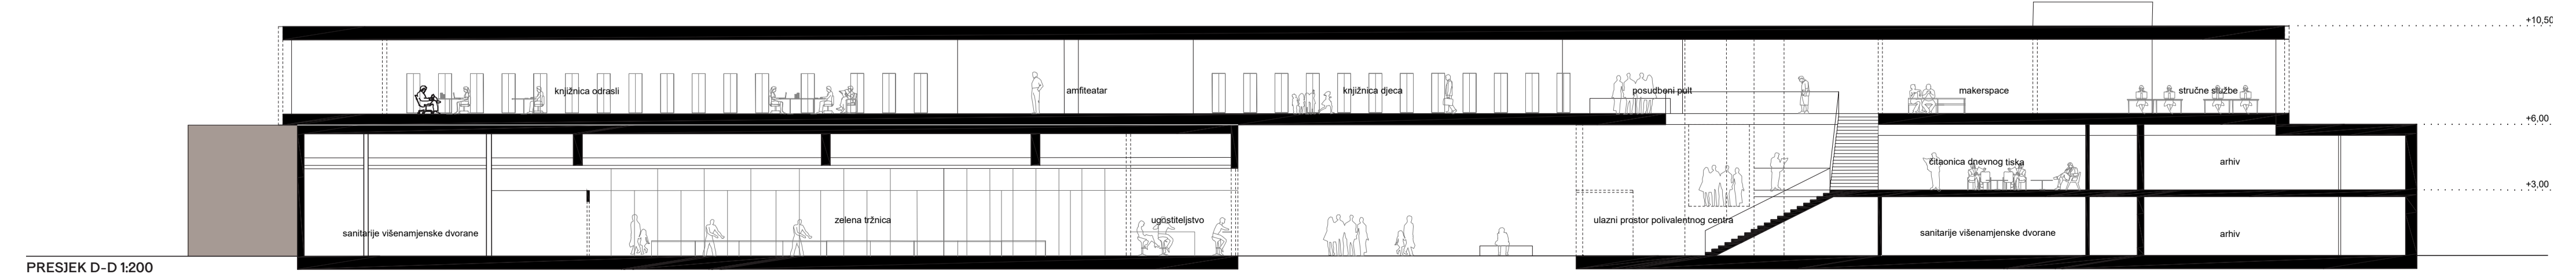 +10,50
knjižnica odrasli
amfiteatar
knjižnica djeca
posudbeni pult
makerspace
stručne službe
+6,00
čitaonica dnevnog tiska
arhiv
+3,00
sanitarije višenamjenske dvorane
zelena tržnica
ugostiteljstvo
ulazni prostor polivalentnog centra
sanitarije višenamjenske dvorane
arhiv
PRESJEK D-D 1:200